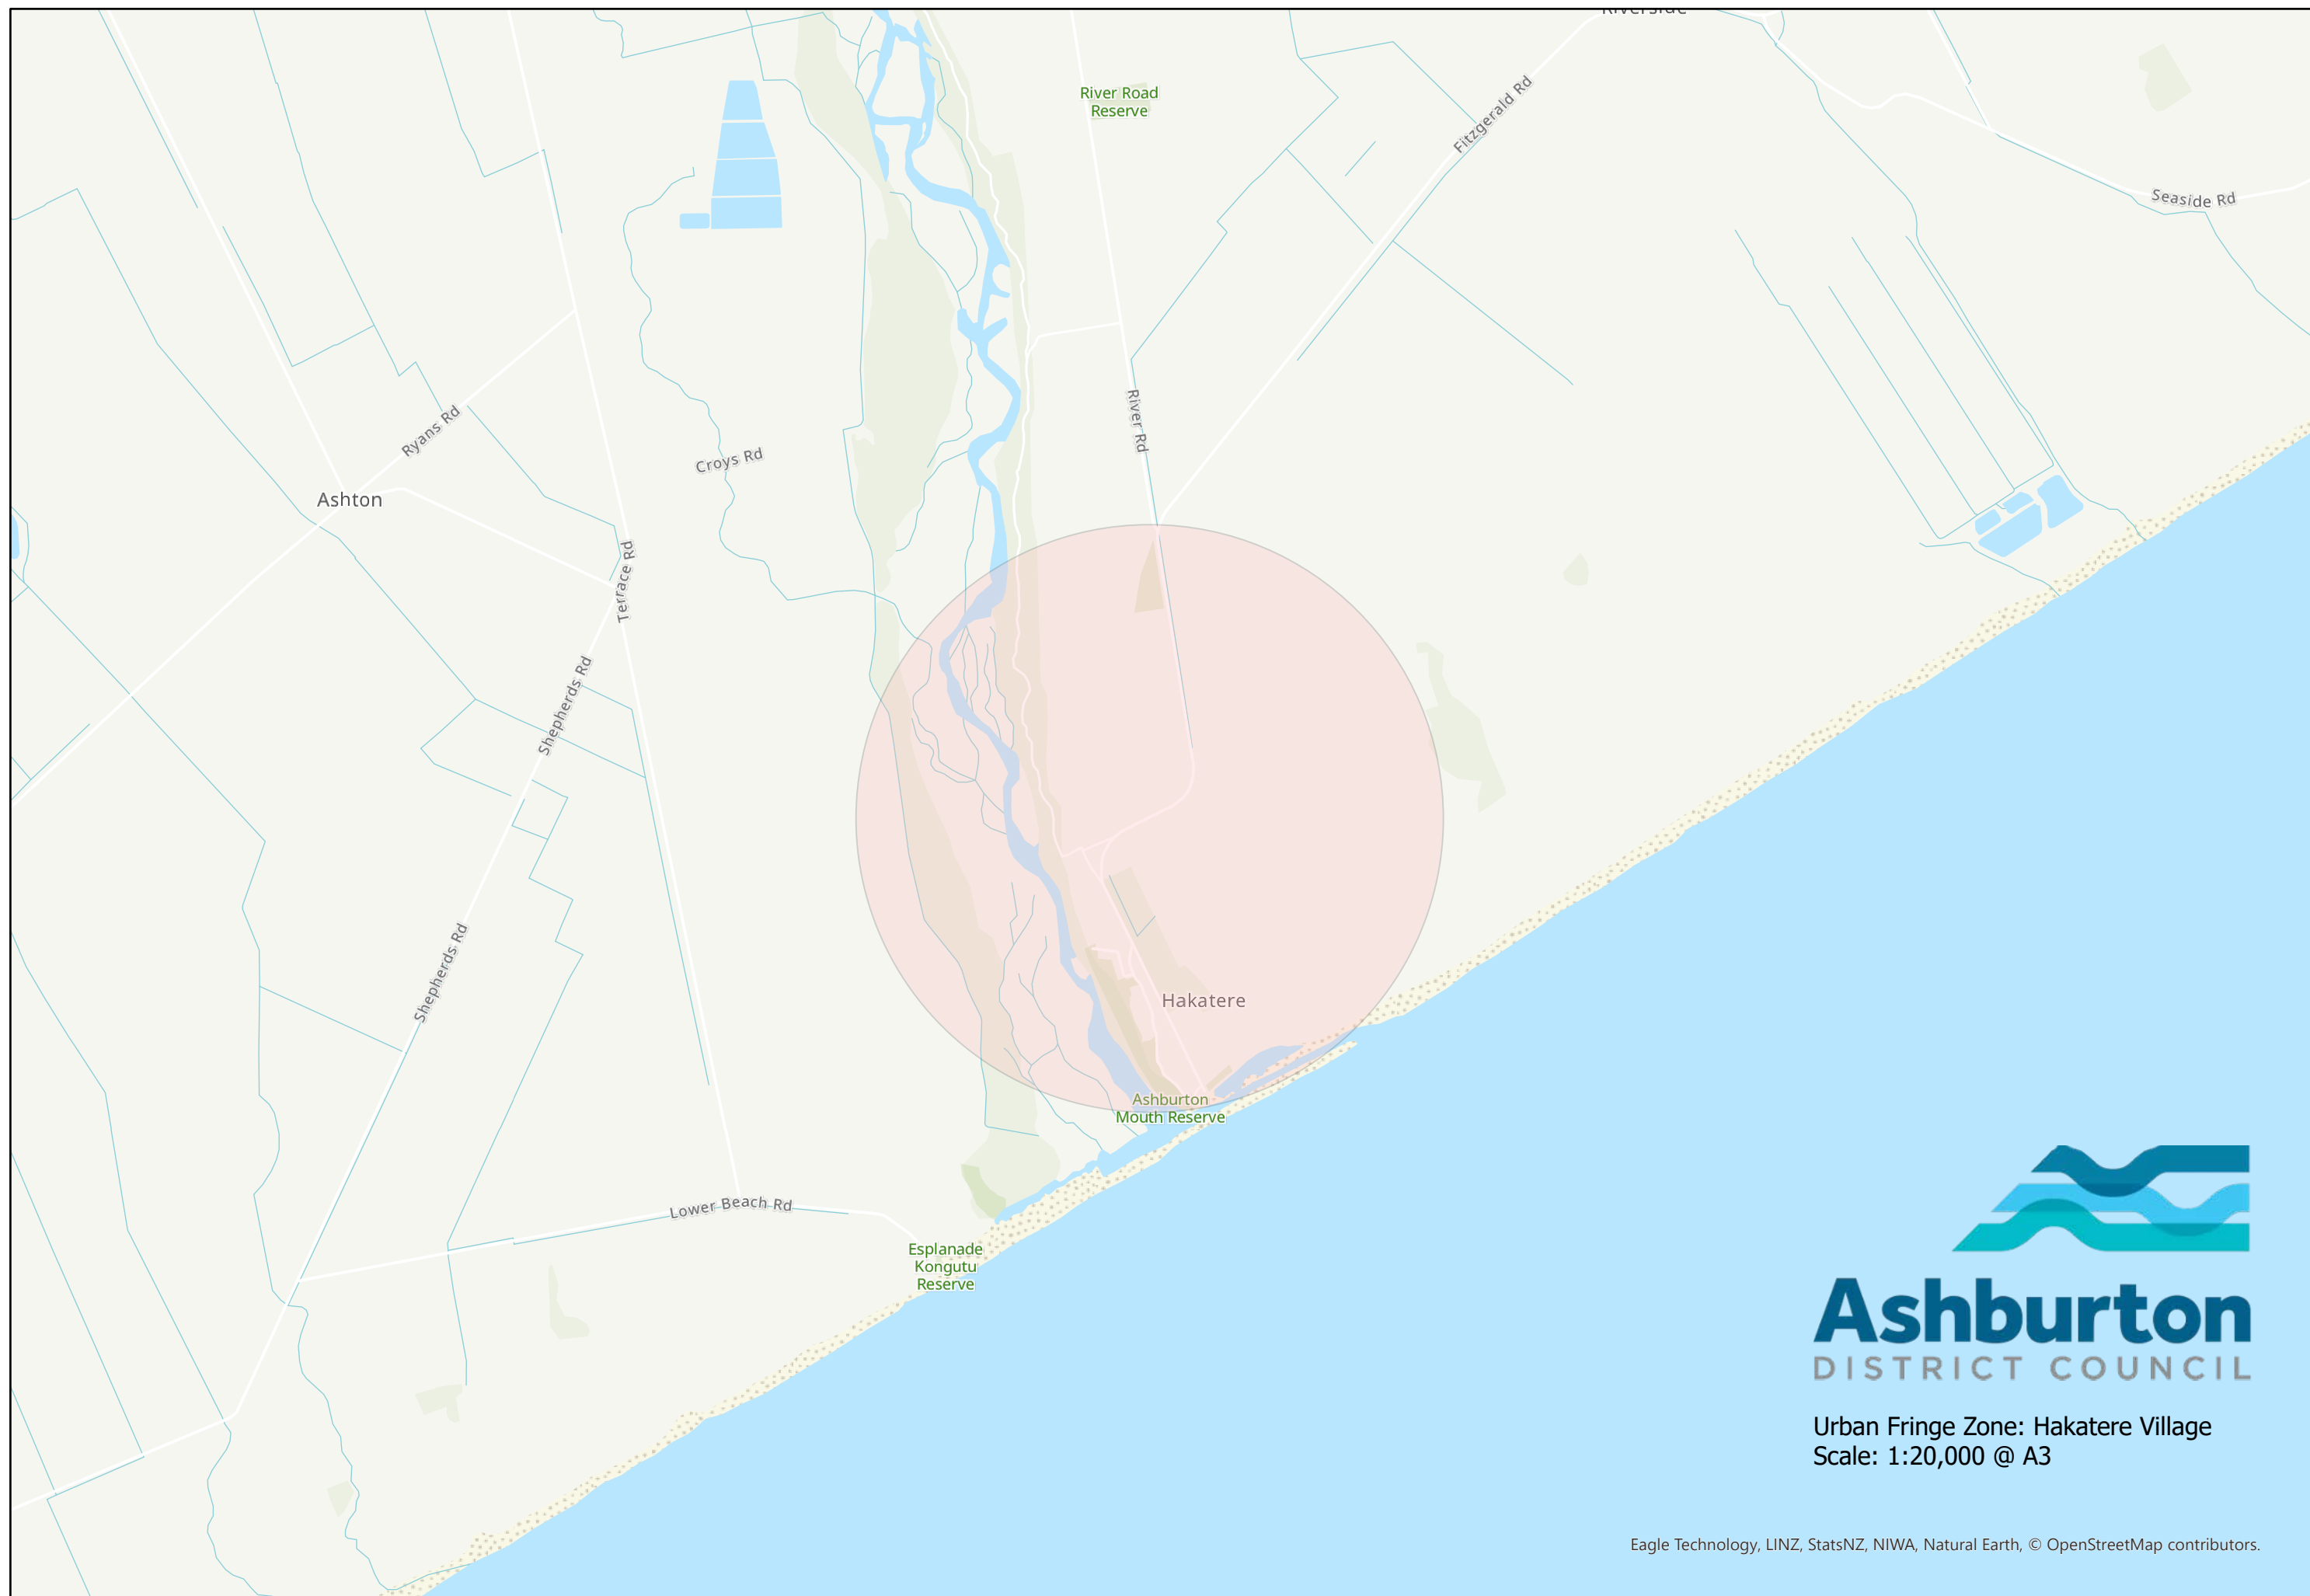 Riverside
River Road
Reserve
Fitzgerald Rd
Seaside Rd
Ryans Rd
River Rd
Croys Rd
Ashton
Terrace Rd
Shepherds Rd
Shepherds Rd
Hakatere
Ashburton
Mouth Reserve
Lower Beach Rd
Esplanade
Kongutu
Reserve
Ashburton
DISTRICT COUNCIL
Urban Fringe Zone: Hakatere Village
Scale: 1:20,000 @ A3
Eagle Technology, LINZ, StatsNZ, NIWA, Natural Earth, © OpenStreetMap contributors.